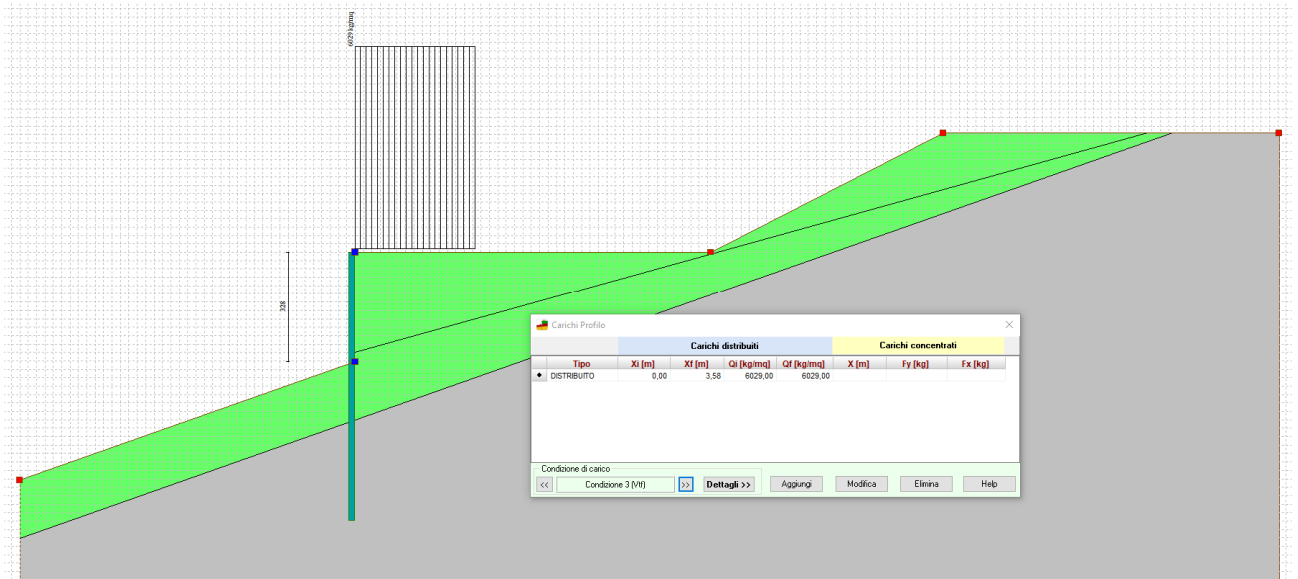 6029 kg/mq
328
Carichi Profilo
Carichi distribuiti Carichi concentrati
Tipo Xi [m] Xf [m] Qi [kg/mq] Qf [kg/mq] X [m] Fy [kg] Fx [kg]
DISTRIBUITO 0,00 3,58 6029,00 6029,00
Condizione di carico
<< Condizione 3 (Vtf) >> Dettagli >> Aggiungi Modifica Elimina Help